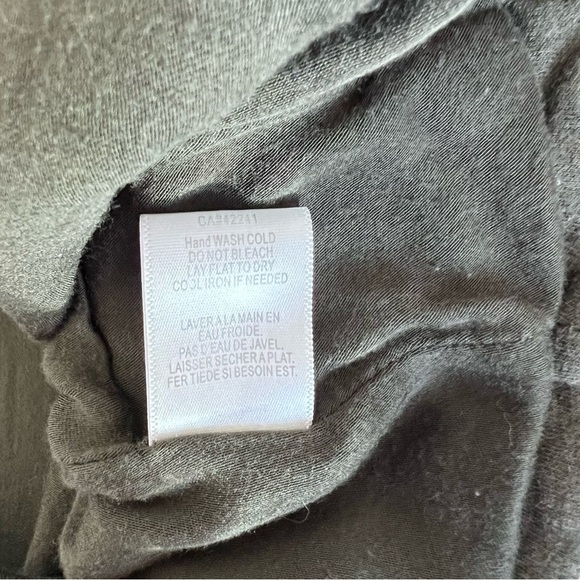 CA#42241
Hand WASH COLD
DO NOT BLEACH
LAY FLAT TO DRY
COOL IRON IF NEEDED
LAVER A LA MAIN EN
EAU FROIDE.
PAS D'EAU DE JAVEL.
LAISSER SECHER A PLAT.
FER TIEDE SI BESOIN EST.